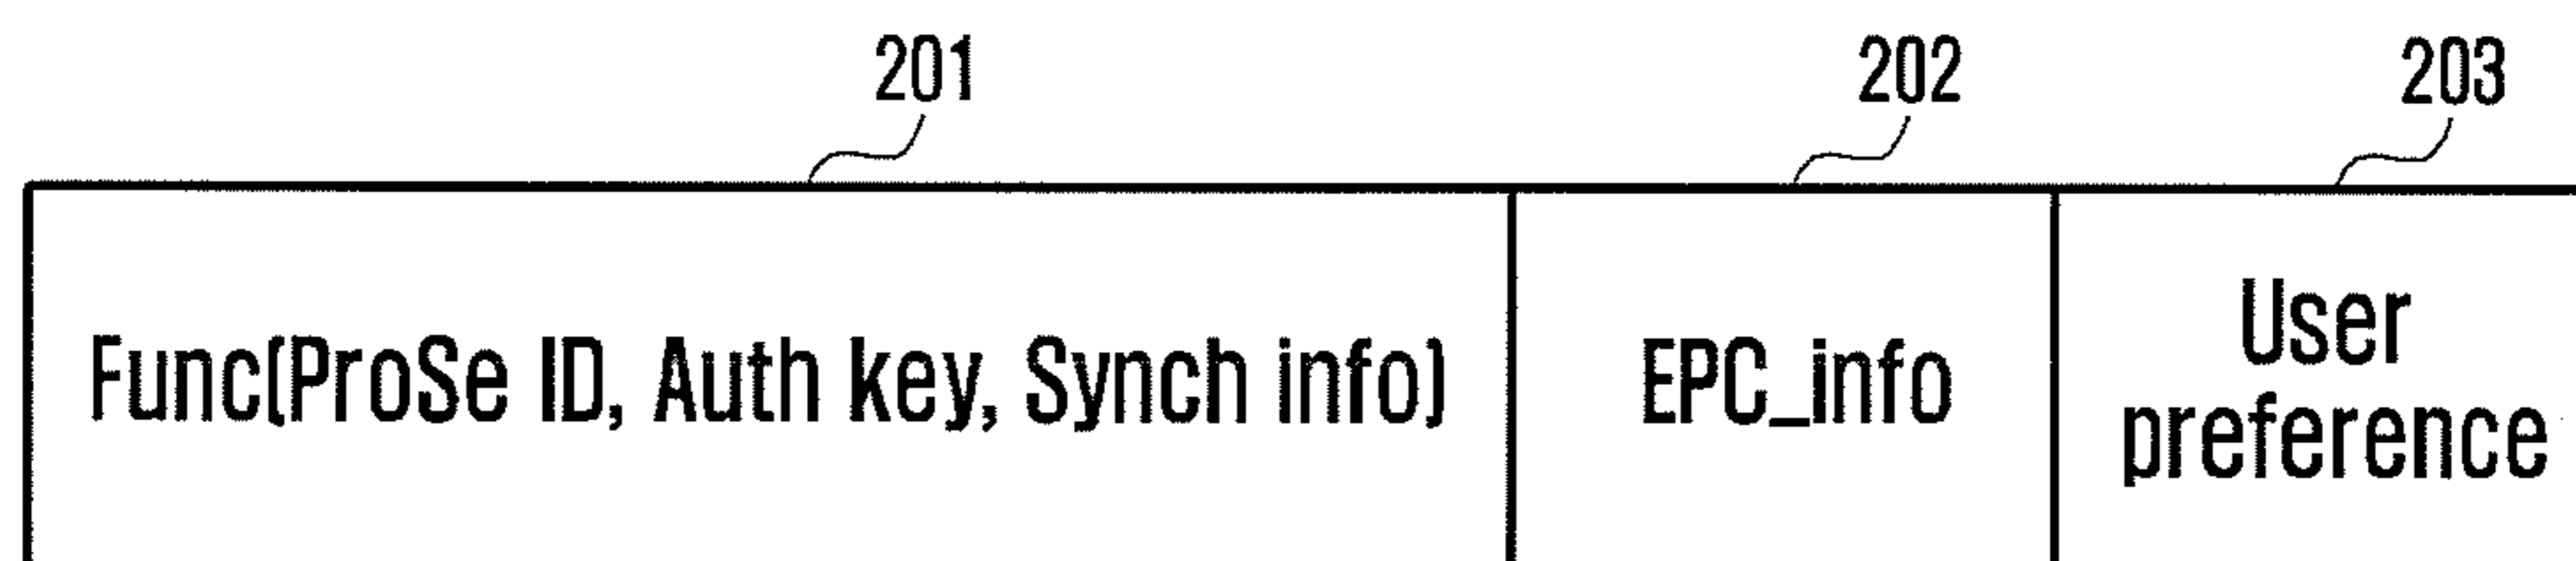 201 202 203
Func(ProSe ID, Auth key, Synch info) EPC_info User
preference